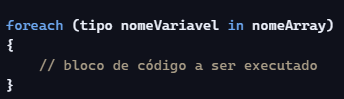 foreach (tipo nomeVariavel in nomeArray)
{
// bloco de código a ser executado
}